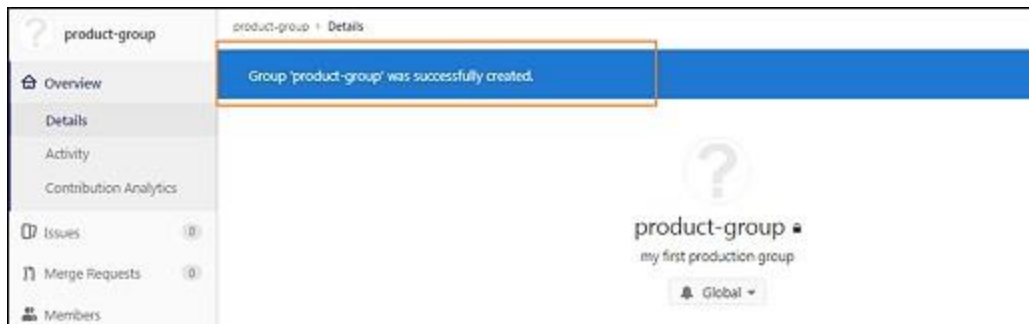 product-group
product-group › Details
Group 'product-group' was successfully created.
Overview
Details
Activity
Contribution Analytics
Issues 0
Merge Requests 0
Members
product-group
my first production group
Global